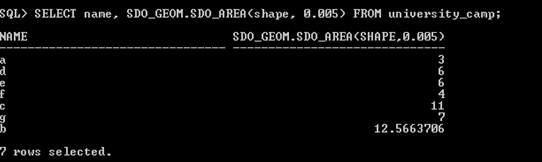 SQL> SELECT name, SDO_GEOM.SDO_AREA(shape, 0.005) FROM university_camp;
NAME SDO_GEOM.SDO_AREA(SHAPE,0.005)
-------------------------------- ------------------------------
a 3
d 6
e 6
f 4
c 11
g 7
b 12.5663706
7 rows selected.